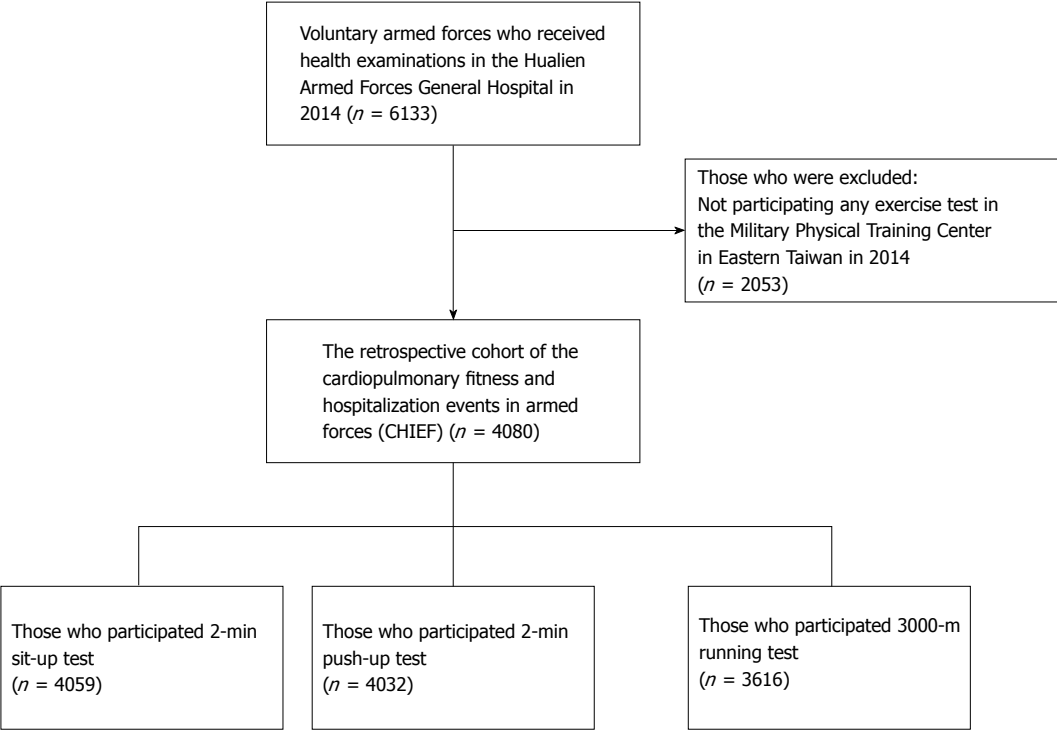 Voluntary armed forces who received
health examinations in the Hualien
Armed Forces General Hospital in
2014 (n = 6133)
Those who were excluded:
Not participating any exercise test in
the Military Physical Training Center
in Eastern Taiwan in 2014
(n = 2053)
The retrospective cohort of the
cardiopulmonary fitness and
hospitalization events in armed
forces (CHIEF) (n = 4080)
Those who participated 2-min
sit-up test
(n = 4059)
Those who participated 2-min
push-up test
(n = 4032)
Those who participated 3000-m
running test
(n = 3616)